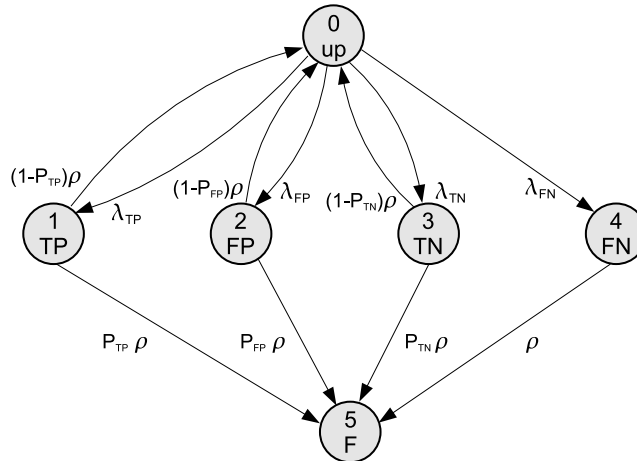 0
up
(1-P_TP)ρ
λ_TP
(1-P_FP)ρ
λ_FP
(1-P_TN)ρ
λ_TN
λ_FN
1
TP
2
FP
3
TN
4
FN
P_TP ρ
P_FP ρ
P_TN ρ
ρ
5
F